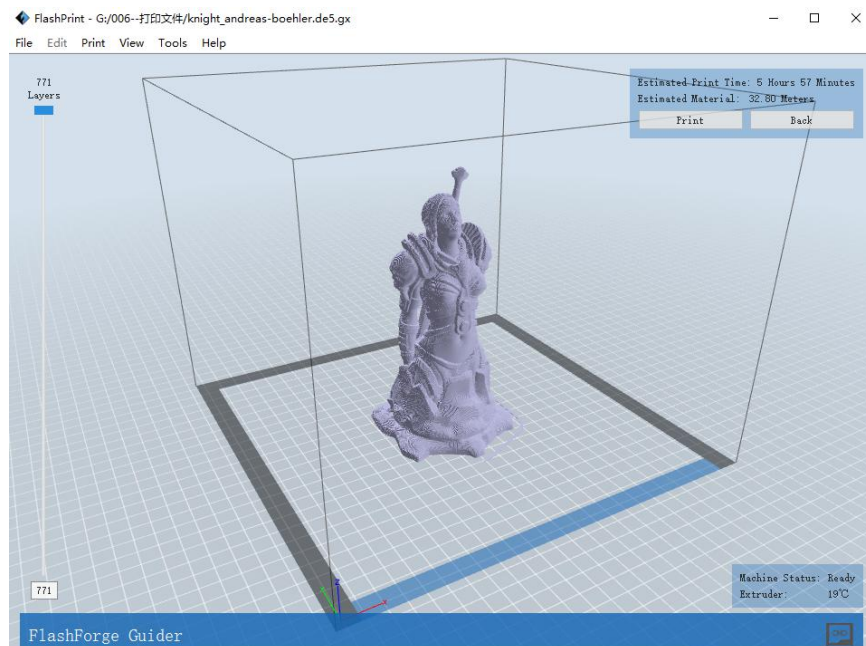 FlashPrint - G:/006--打印文件/knight_andreas-boehler.de5.gx
File Edit Print View Tools Help
771
Layers
Estimated Print Time: 5 Hours 57 Minutes
Estimated Material: 32.80 Meters
Print Back
z
x
771
Machine Status: Ready
Extruder: 19℃
FlashForge Guider